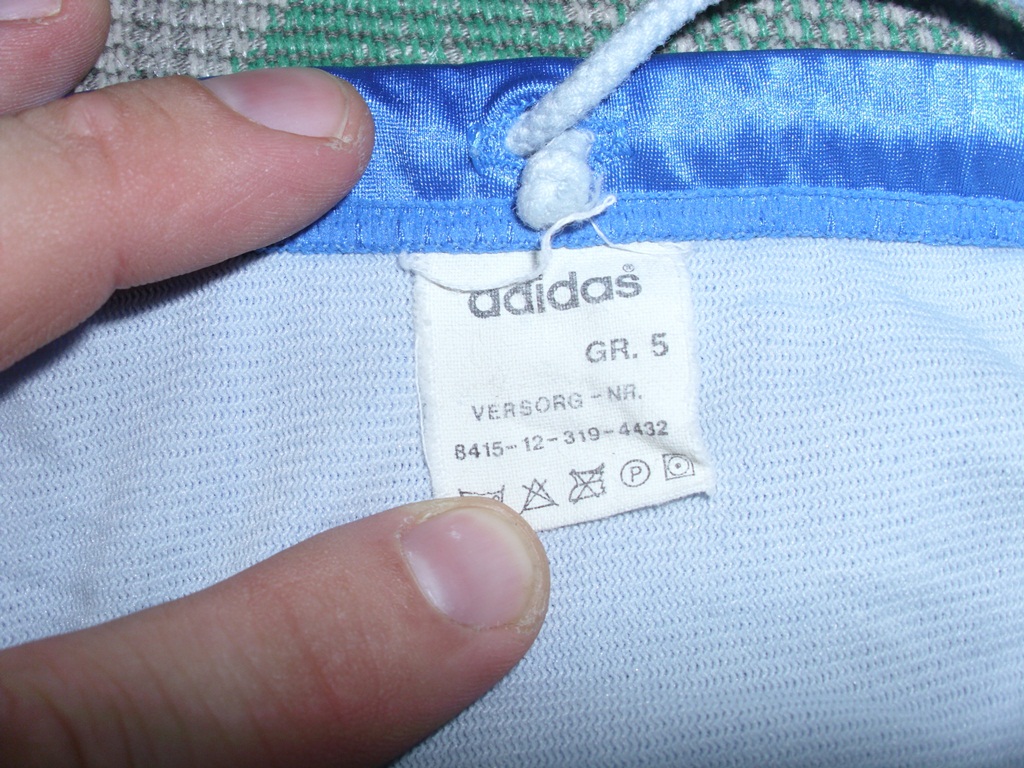 adidas®
GR. 5
VERSORG-NR.
8415-12-319-4432
P